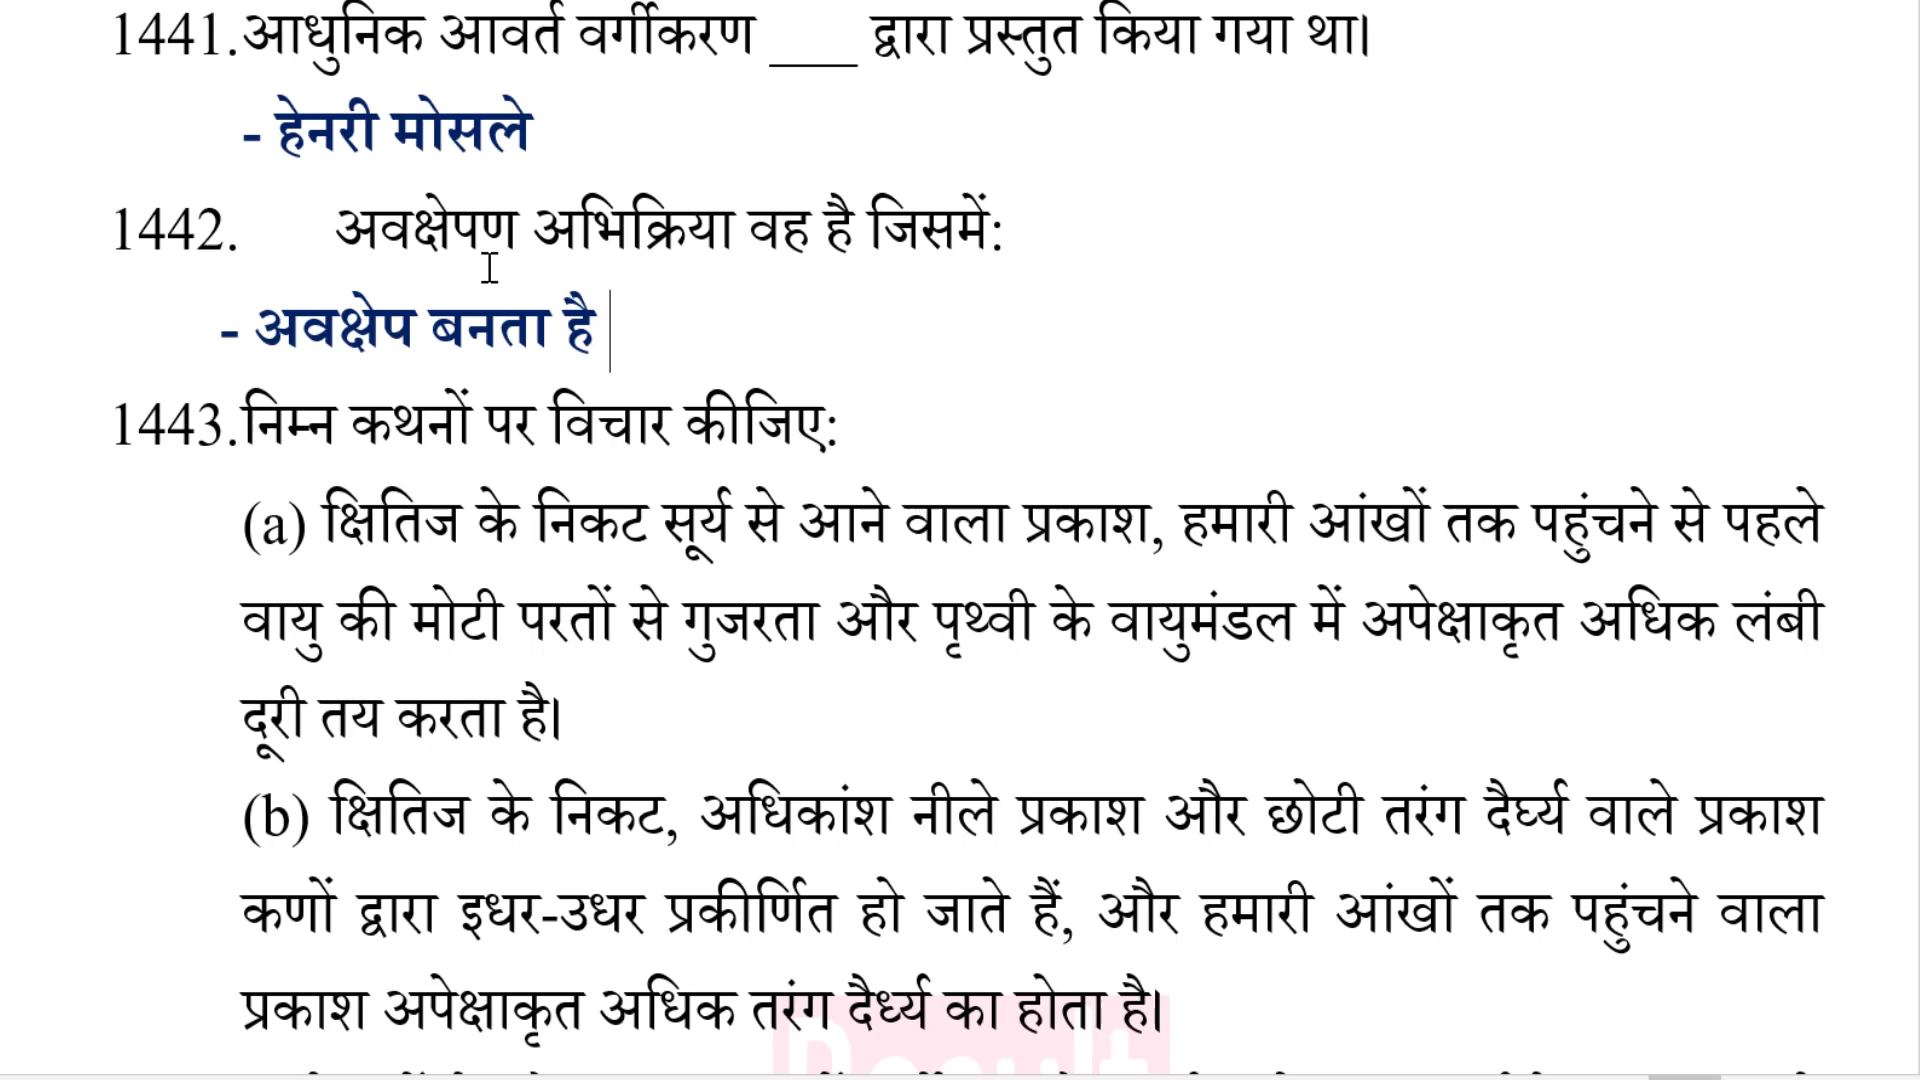 1441.आधुनिक आवर्त वर्गीकरण ___ द्वारा प्रस्तुत किया गया था।
- हेनरी मोसले
1442. अवक्षेपण अभिक्रिया वह है जिसमें:
- अवक्षेप बनता है
1443.निम्न कथनों पर विचार कीजिए:
(a) क्षितिज के निकट सूर्य से आने वाला प्रकाश, हमारी आंखों तक पहुंचने से पहले
वायु की मोटी परतों से गुजरता और पृथ्वी के वायुमंडल में अपेक्षाकृत अधिक लंबी
दूरी तय करता है।
(b) क्षितिज के निकट, अधिकांश नीले प्रकाश और छोटी तरंग दैर्घ्य वाले प्रकाश
कणों द्वारा इधर-उधर प्रकीर्णित हो जाते हैं, और हमारी आंखों तक पहुंचने वाला
प्रकाश अपेक्षाकृत अधिक तरंग दैर्ध्य का होता है।